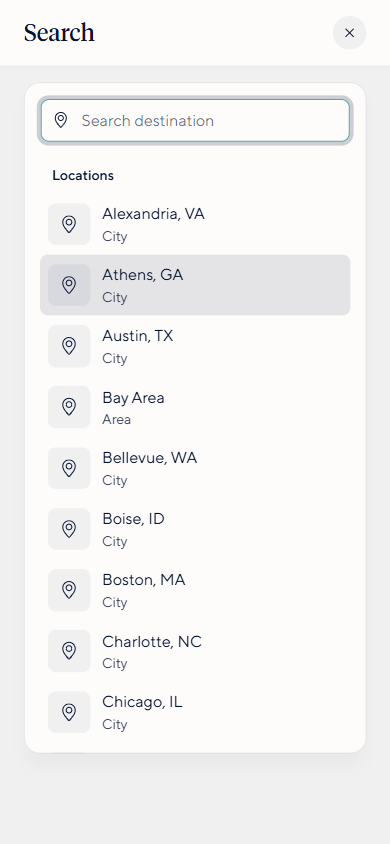 Search
Search destination
Locations
Alexandria, VA
City
Athens, GA
City
Austin, TX
City
Bay Area
Area
Bellevue, WA
City
Boise, ID
City
Boston, MA
City
Charlotte, NC
City
Chicago, IL
City